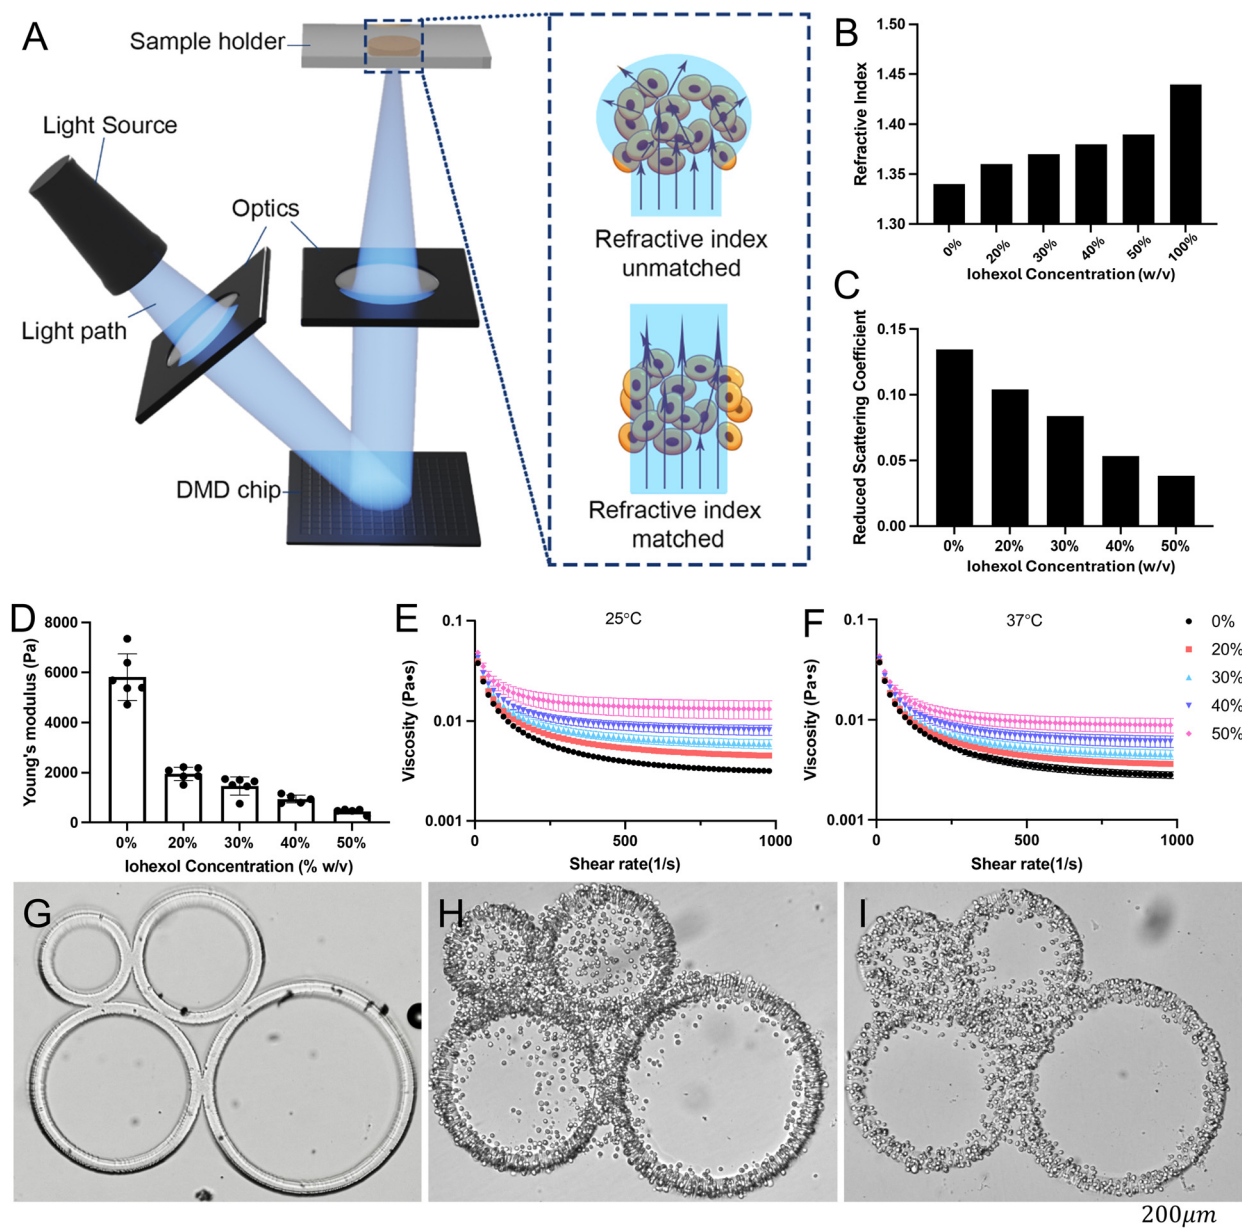 A
Sample holder
Light Source
Optics
Light path
DMD chip
Refractive index
unmatched
Refractive index
matched
B
Refractive Index
1.50
1.45
1.40
1.35
1.30
0%
20%
30%
40%
50%
100%
Iohexol Concentration (w/v)
C
Reduced Scattering Coefficient
0.15
0.10
0.05
0.00
0%
20%
30%
40%
50%
Iohexol Concentration (w/v)
D
Young's modulus (Pa)
8000
6000
4000
2000
0
0%
20%
30%
40%
50%
Iohexol Concentration (% w/v)
E
25°C
Viscosity (Pa•s)
0.1
0.01
0.001
0
500
1000
Shear rate(1/s)
F
37°C
Viscosity (Pa•s)
0.1
0.01
0.001
0
500
1000
Shear rate(1/s)
0%
20%
30%
40%
50%
G
H
I
200μm